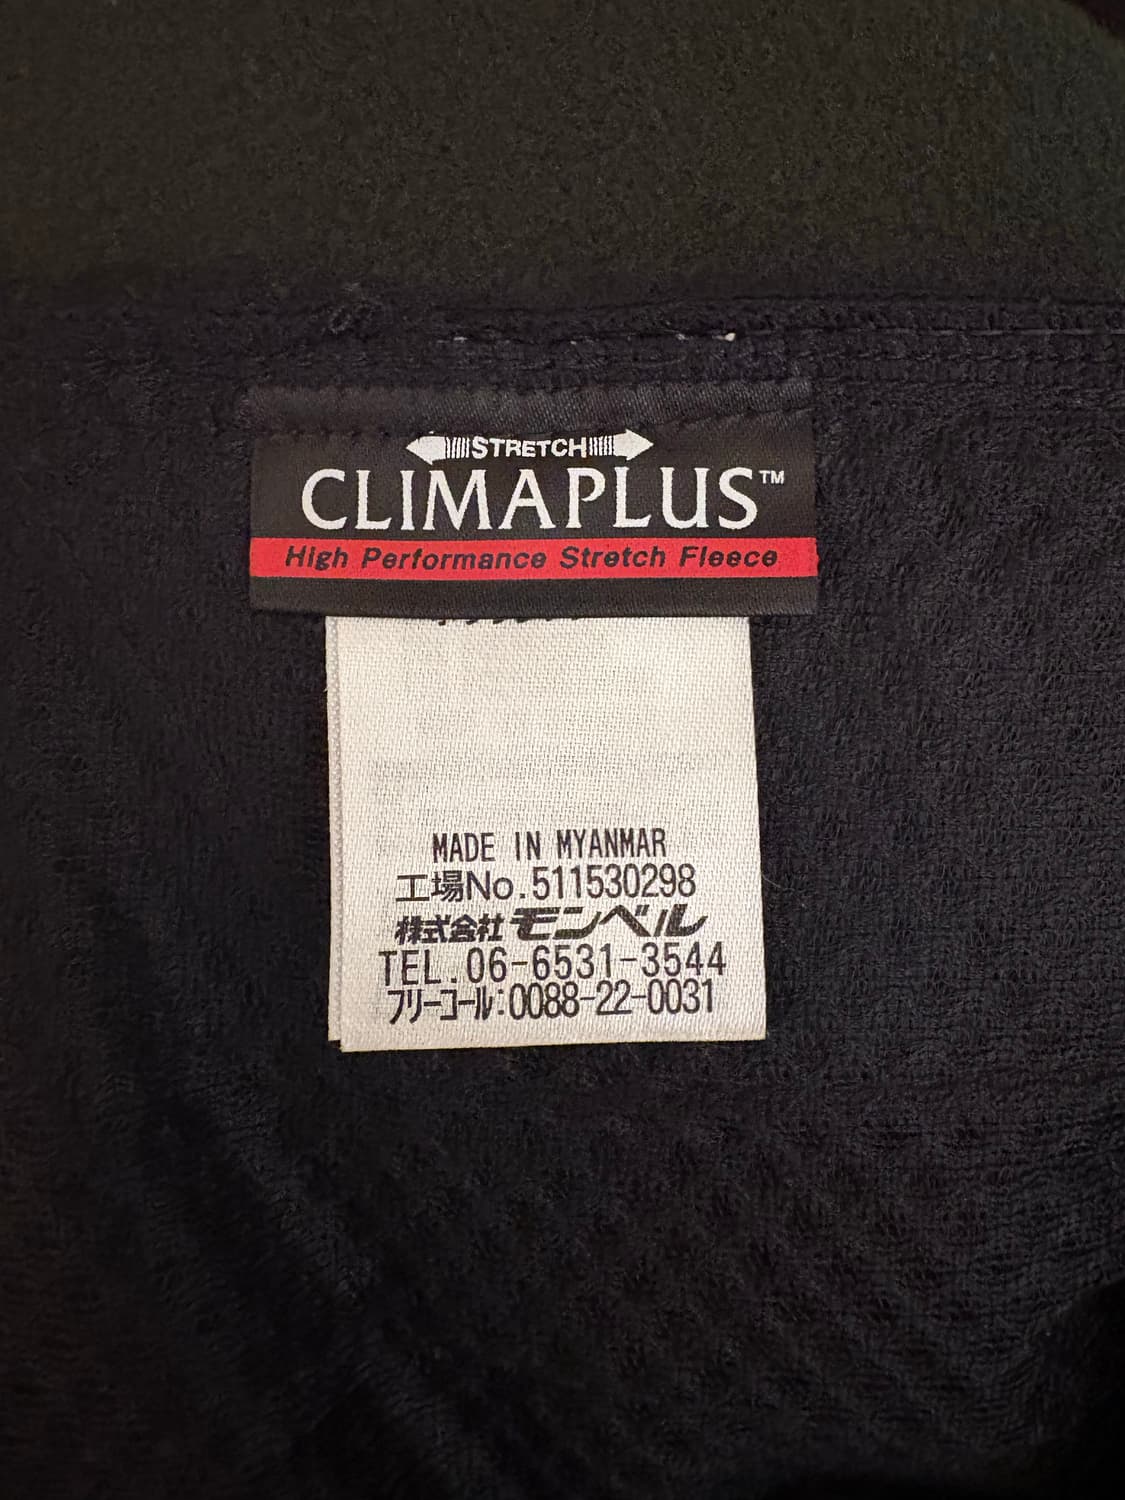 STRETCH
CLIMAPLUS™
High Performance Stretch Fleece
MADE IN MYANMAR
工場No.511530298
株式会社モンベル
TEL.06-6531-3544
フリーコール:0088-22-0031